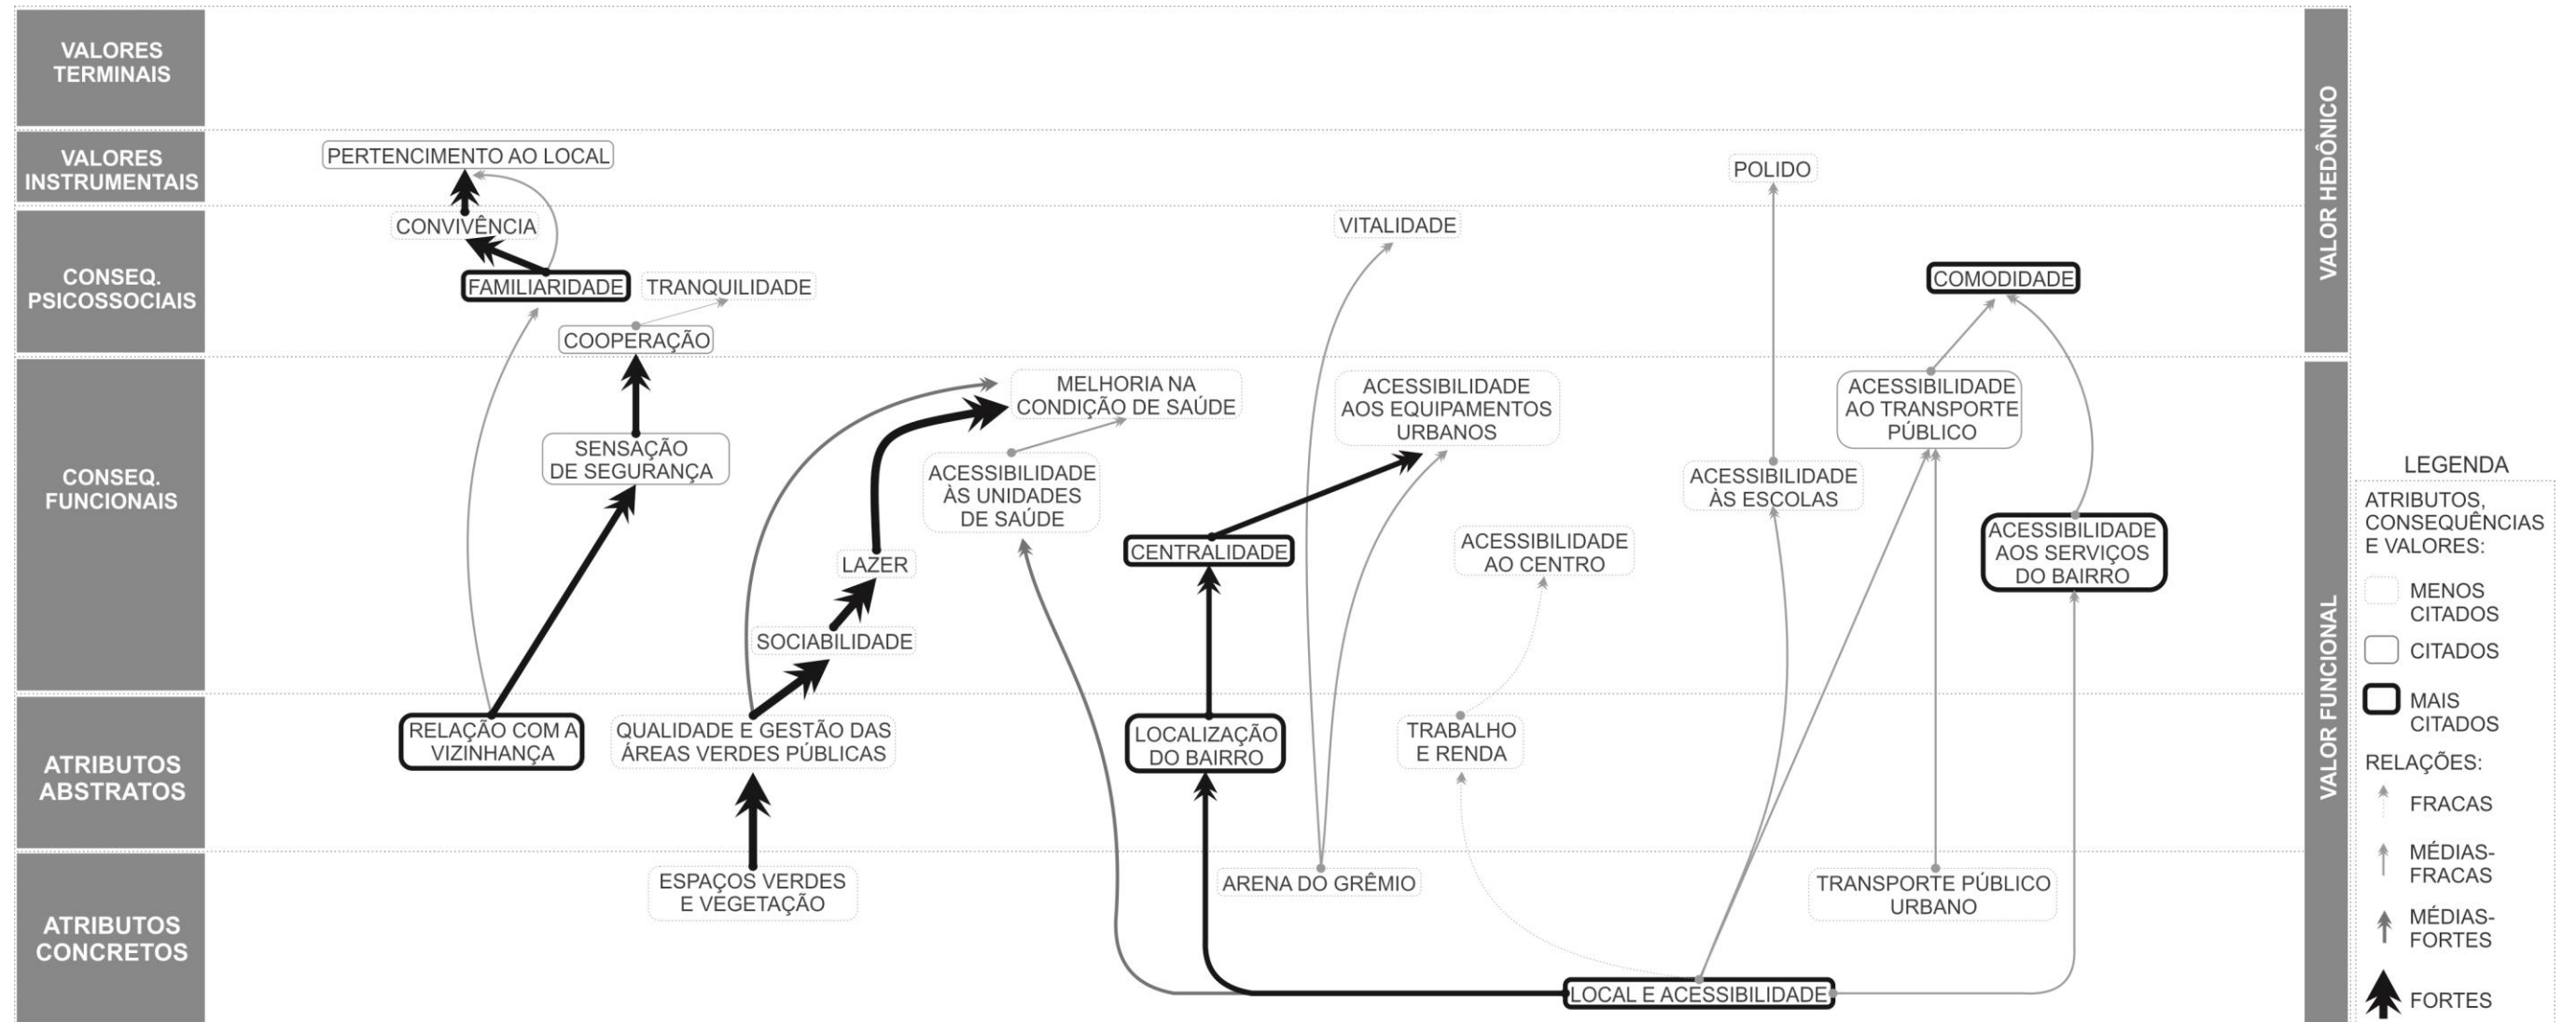 VALORES
TERMINAIS
VALORES
INSTRUMENTAIS
CONSEQ.
PSICOSSOCIAIS
CONSEQ.
FUNCIONAIS
ATRIBUTOS
ABSTRATOS
ATRIBUTOS
CONCRETOS
PERTENCIMENTO AO LOCAL
POLIDO
CONVIVÊNCIA
VITALIDADE
FAMILIARIDADE
TRANQUILIDADE
COMODIDADE
COOPERAÇÃO
SENSAÇÃO
DE SEGURANÇA
MELHORIA NA
CONDIÇÃO DE SAÚDE
ACESSIBILIDADE
ÀS UNIDADES
DE SAÚDE
ACESSIBILIDADE
AOS EQUIPAMENTOS
URBANOS
ACESSIBILIDADE
AO TRANSPORTE
PÚBLICO
ACESSIBILIDADE
ÀS ESCOLAS
LAZER
CENTRALIDADE
ACESSIBILIDADE
AO CENTRO
ACESSIBILIDADE
AOS SERVIÇOS
DO BAIRRO
SOCIABILIDADE
RELAÇÃO COM A
VIZINHANÇA
QUALIDADE E GESTÃO DAS
ÁREAS VERDES PÚBLICAS
LOCALIZAÇÃO
DO BAIRRO
TRABALHO
E RENDA
ESPAÇOS VERDES
E VEGETAÇÃO
ARENA DO GRÊMIO
TRANSPORTE PÚBLICO
URBANO
LOCAL E ACESSIBILIDADE
VALOR HEDÔNICO
VALOR FUNCIONAL
LEGENDA
ATRIBUTOS,
CONSEQUÊNCIAS
E VALORES:
MENOS
CITADOS
CITADOS
MAIS
CITADOS
RELAÇÕES:
FRACAS
MÉDIAS-
FRACAS
MÉDIAS-
FORTES
FORTES